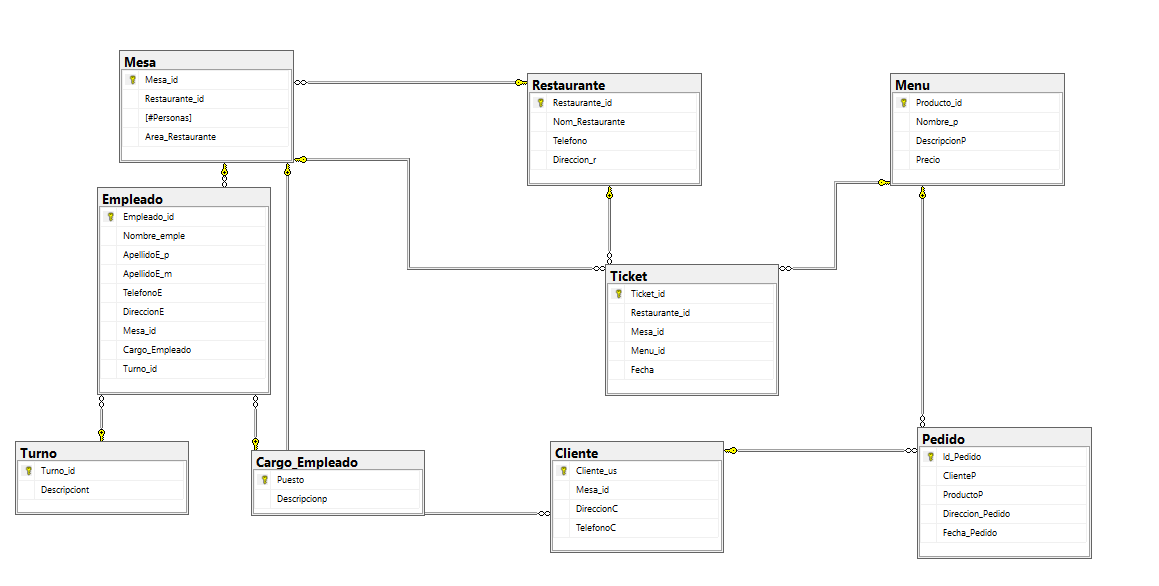 Mesa
Mesa_id
Restaurante_id
[#Personas]
Area_Restaurante
Restaurante
Restaurante_id
Nom_Restaurante
Telefono
Direccion_r
Menu
Producto_id
Nombre_p
DescripcionP
Precio
Empleado
Empleado_id
Nombre_emple
ApellidoE_p
ApellidoE_m
TelefonoE
DireccionE
Mesa_id
Cargo_Empleado
Turno_id
Ticket
Ticket_id
Restaurante_id
Mesa_id
Menu_id
Fecha
Turno
Turno_id
Descripciont
Cargo_Empleado
Puesto
Descripcionp
Cliente
Cliente_us
Mesa_id
DireccionC
TelefonoC
Pedido
Id_Pedido
ClienteP
ProductoP
Direccion_Pedido
Fecha_Pedido